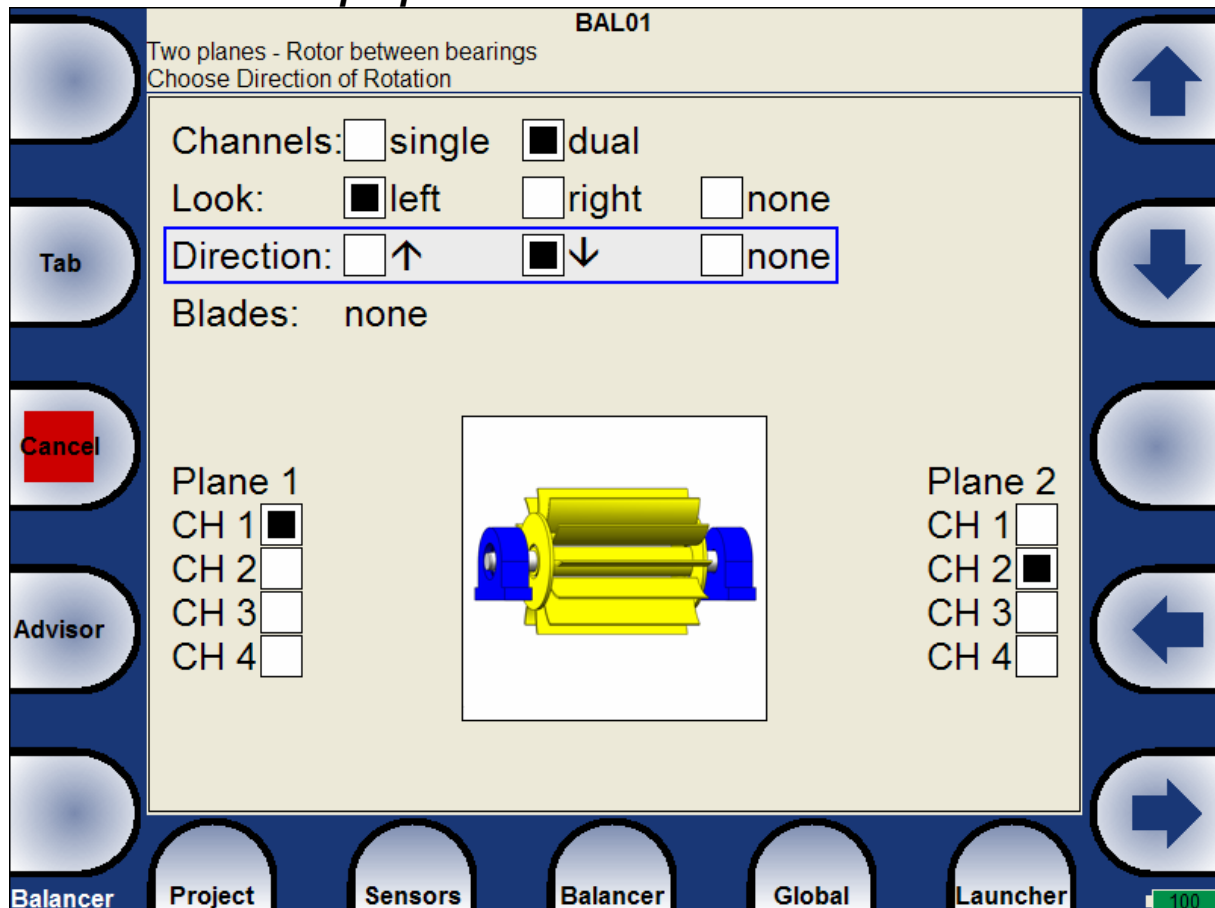 BAL01
Two planes - Rotor between bearings
Choose Direction of Rotation
Channels: single dual
Look: left right none
Direction: ↑ ↓ none
Blades: none
Plane 1
CH 1
CH 2
CH 3
CH 4
Plane 2
CH 1
CH 2
CH 3
CH 4
Tab
Cancel
Advisor
Balancer
Project
Sensors
Balancer
Global
Launcher
100